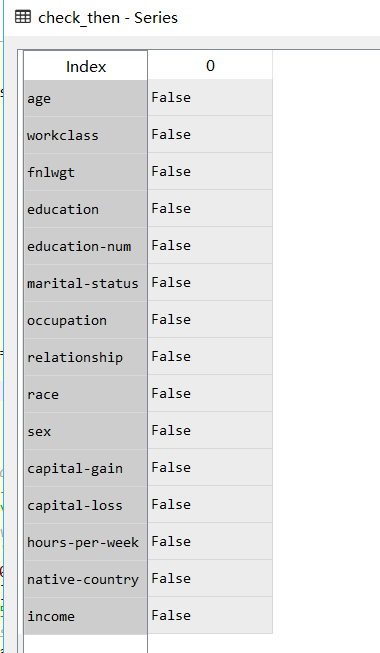 check_then - Series
Index 0
age False
workclass False
fnlwgt False
education False
education-num False
marital-status False
occupation False
relationship False
race False
sex False
capital-gain False
capital-loss False
hours-per-week False
native-country False
income False